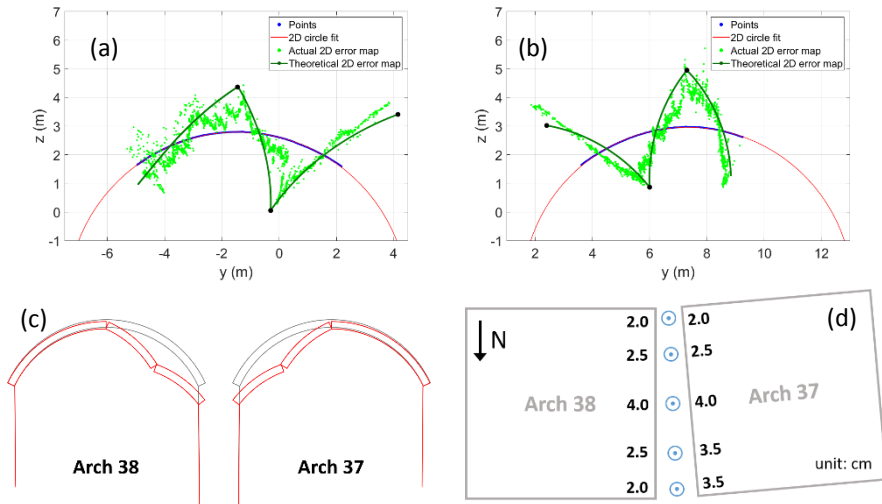 (a)
Points
2D circle fit
Actual 2D error map
Theoretical 2D error map
z (m)
7
6
5
4
3
2
1
0
-1
-6 -4 -2 0 2 4
y (m)
(b)
Points
2D circle fit
Actual 2D error map
Theoretical 2D error map
z (m)
7
6
5
4
3
2
1
0
-1
2 4 6 8 10 12
y (m)
(c)
Arch 38
Arch 37
(d)
N
2.0 2.0
2.5 2.5
Arch 38 4.0 4.0 Arch 37
2.5 3.5
2.0 3.5
unit: cm